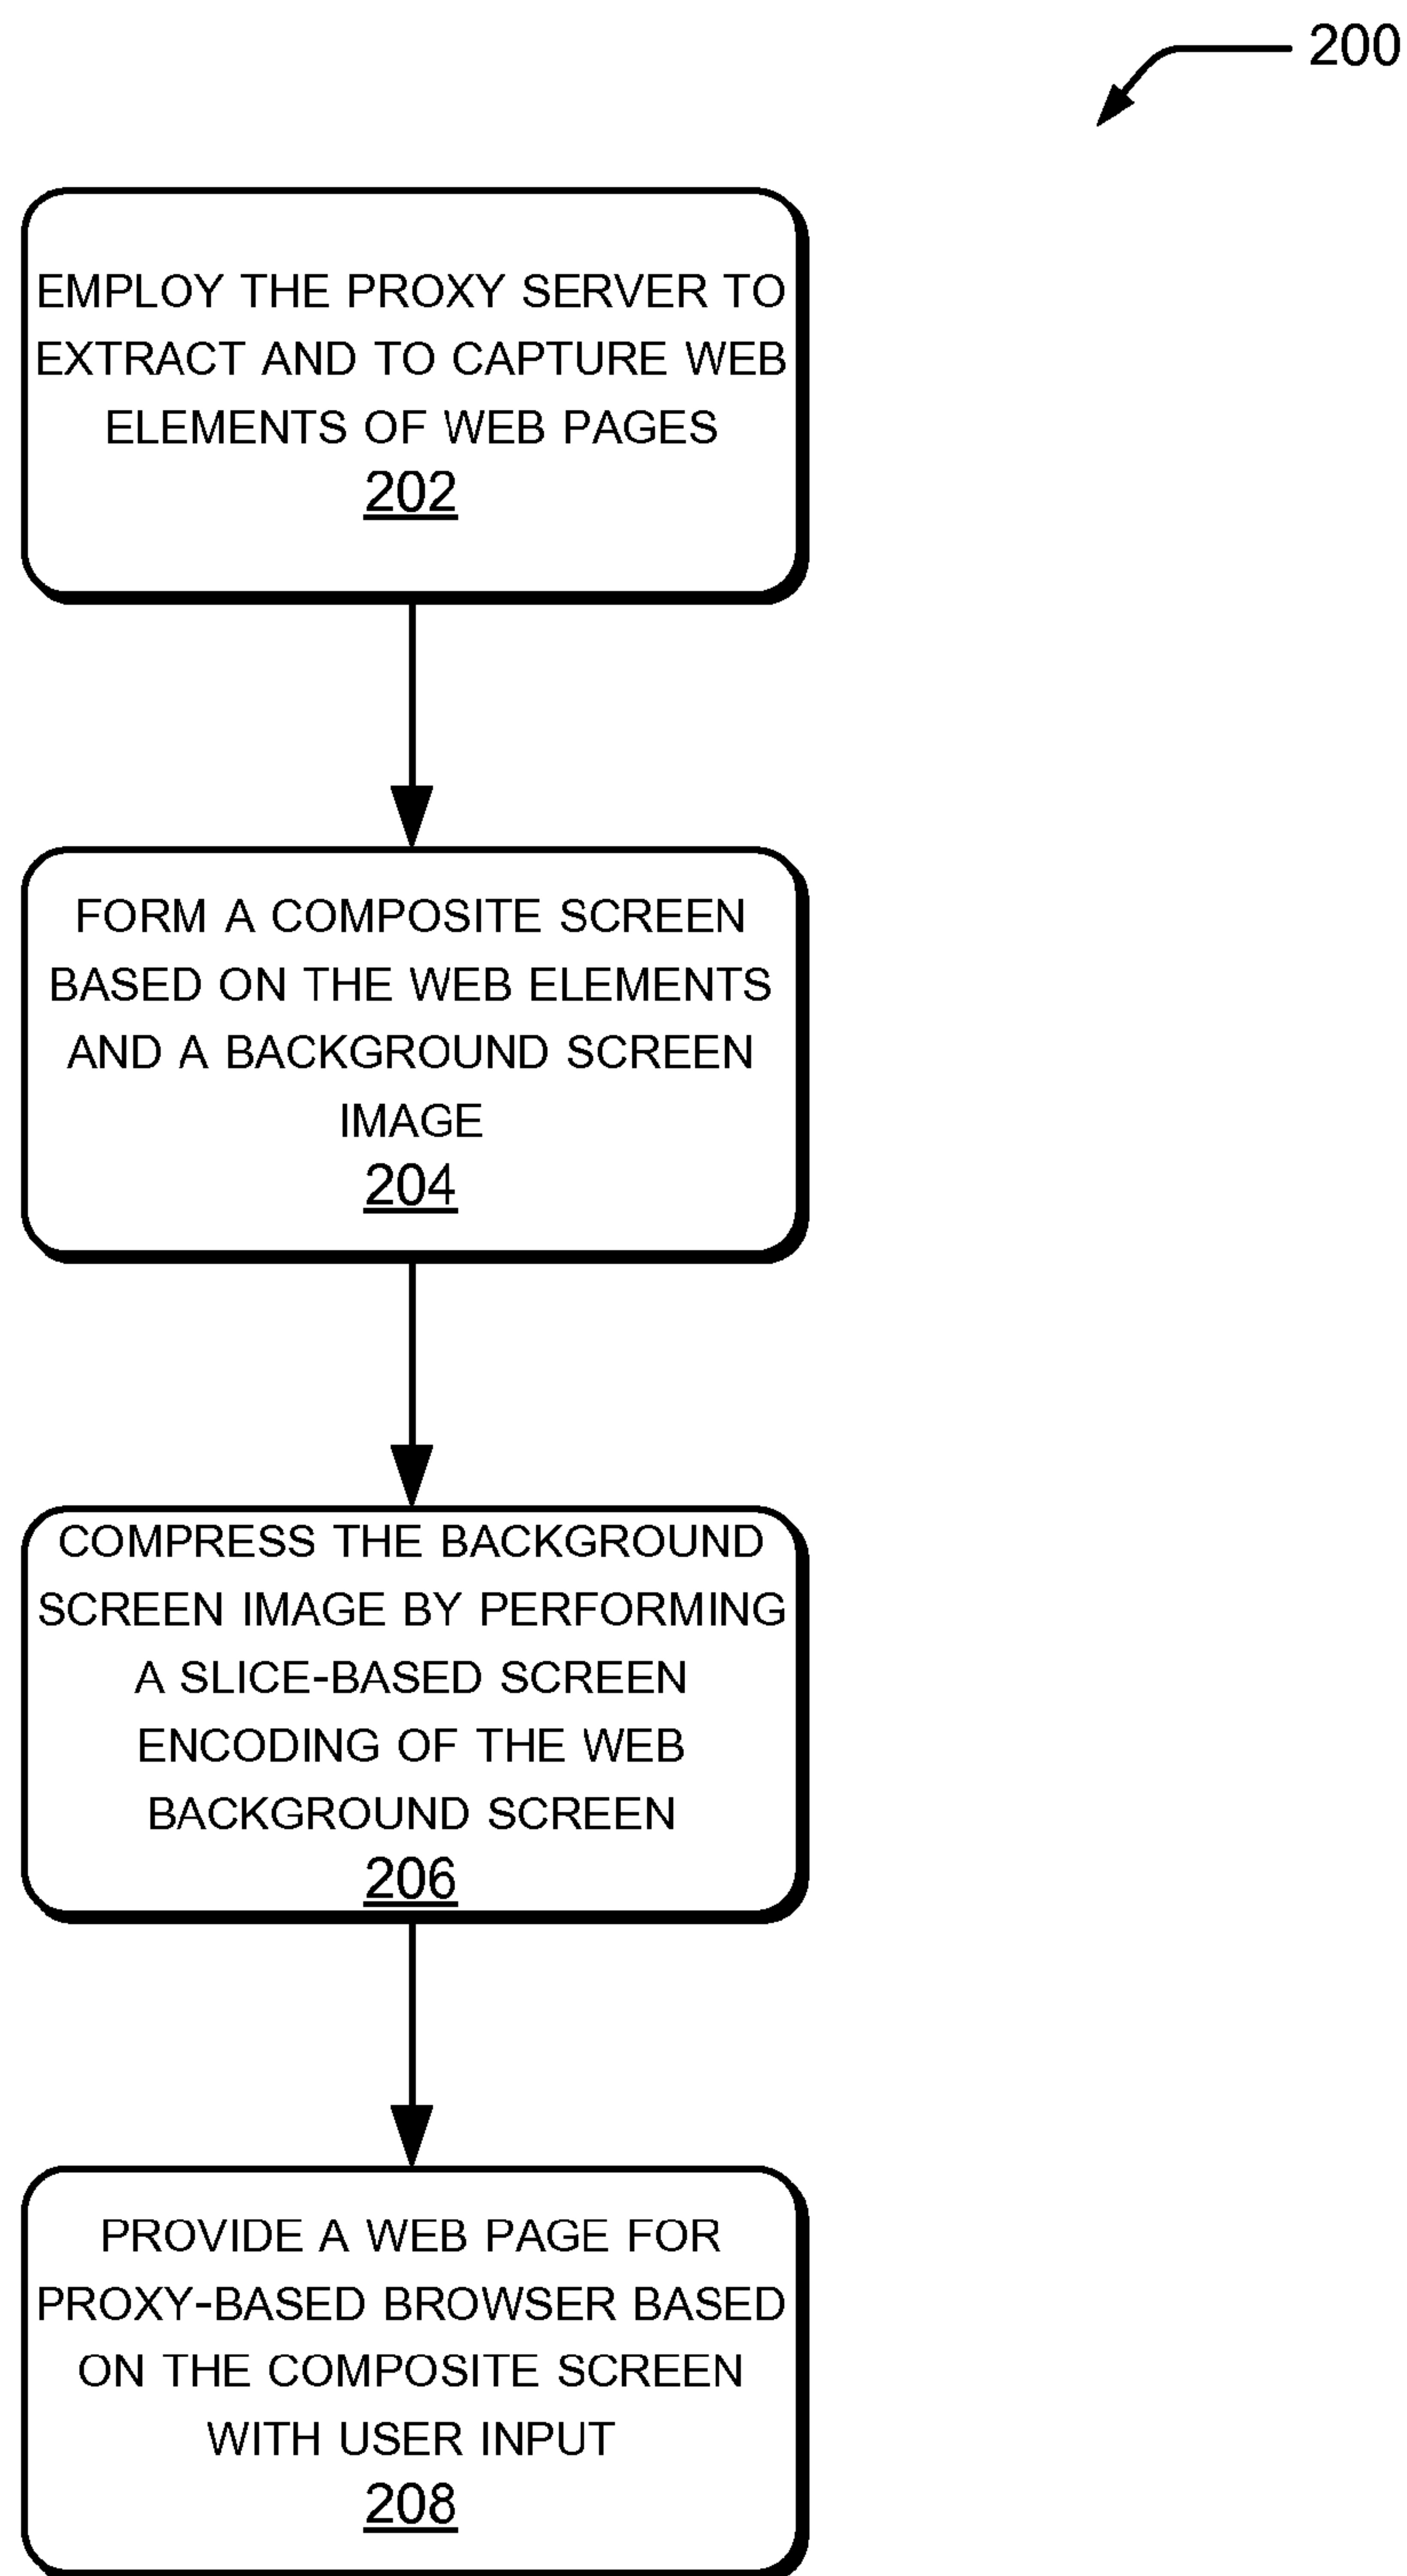 200
EMPLOY THE PROXY SERVER TO
EXTRACT AND TO CAPTURE WEB
ELEMENTS OF WEB PAGES
202
FORM A COMPOSITE SCREEN
BASED ON THE WEB ELEMENTS
AND A BACKGROUND SCREEN
IMAGE
204
COMPRESS THE BACKGROUND
SCREEN IMAGE BY PERFORMING
A SLICE-BASED SCREEN
ENCODING OF THE WEB
BACKGROUND SCREEN
206
PROVIDE A WEB PAGE FOR
PROXY-BASED BROWSER BASED
ON THE COMPOSITE SCREEN
WITH USER INPUT
208